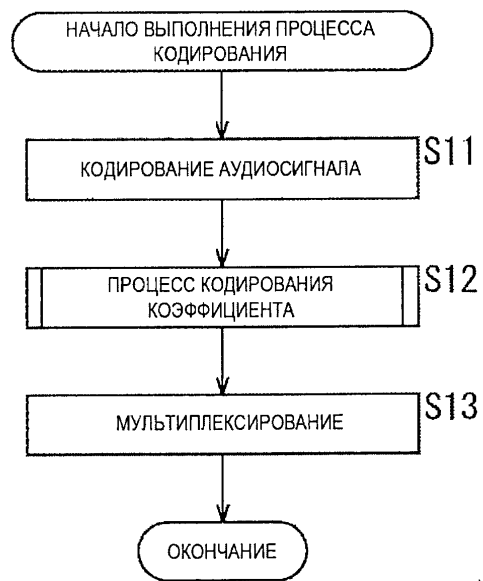 НАЧАЛО ВЫПОЛНЕНИЯ ПРОЦЕССА
КОДИРОВАНИЯ
КОДИРОВАНИЕ АУДИОСИГНАЛА
S11
ПРОЦЕСС КОДИРОВАНИЯ
КОЭФФИЦИЕНТА
S12
МУЛЬТИПЛЕКСИРОВАНИЕ
S13
ОКОНЧАНИЕ